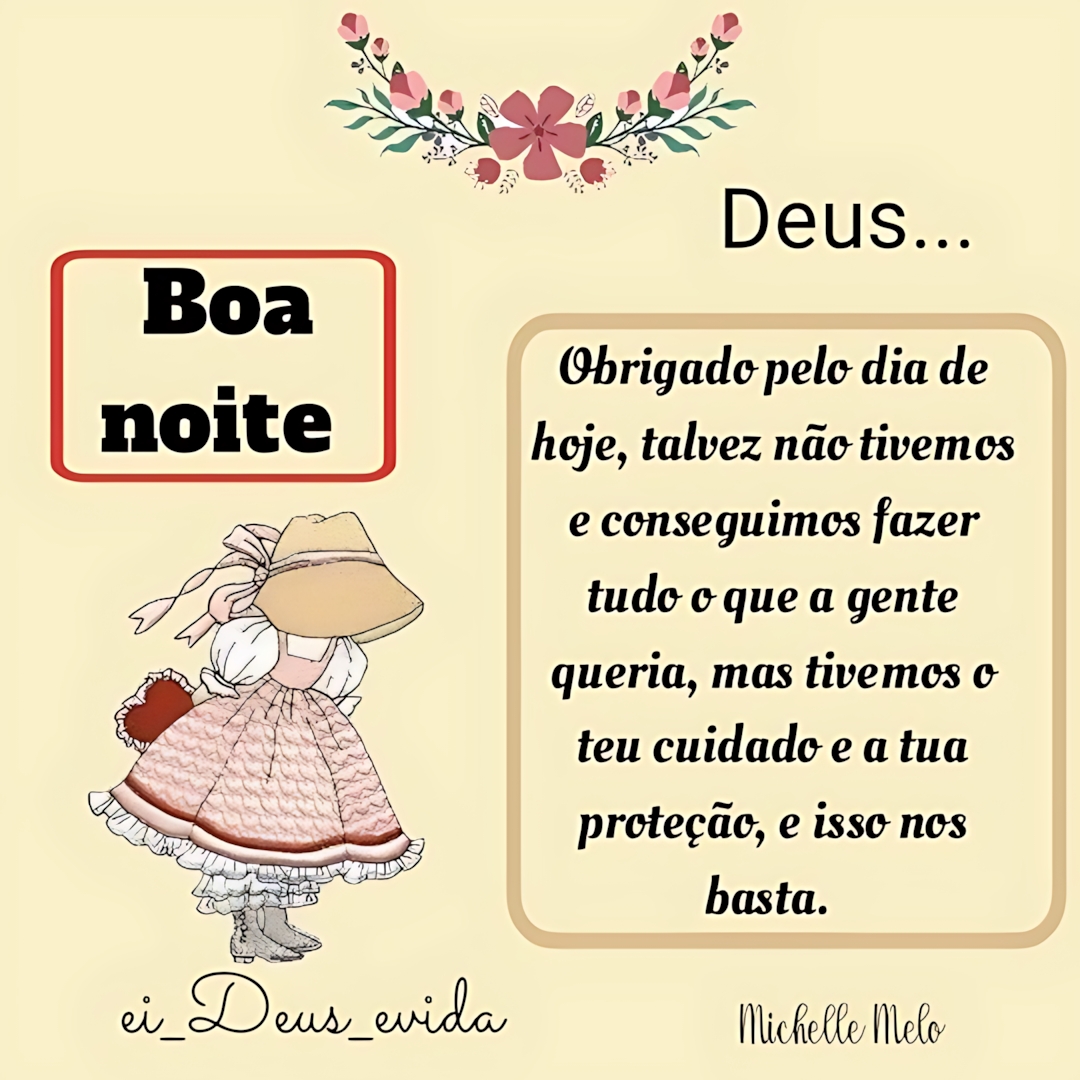 Deus...
Boa
noite
Obrigado pelo dia de
hoje, talvez não tivemos
e conseguimos fazer
tudo o que a gente
queria, mas tivemos o
teu cuidado e a tua
proteção, e isso nos
basta.
ei_Deus_evida
Michelle Melo